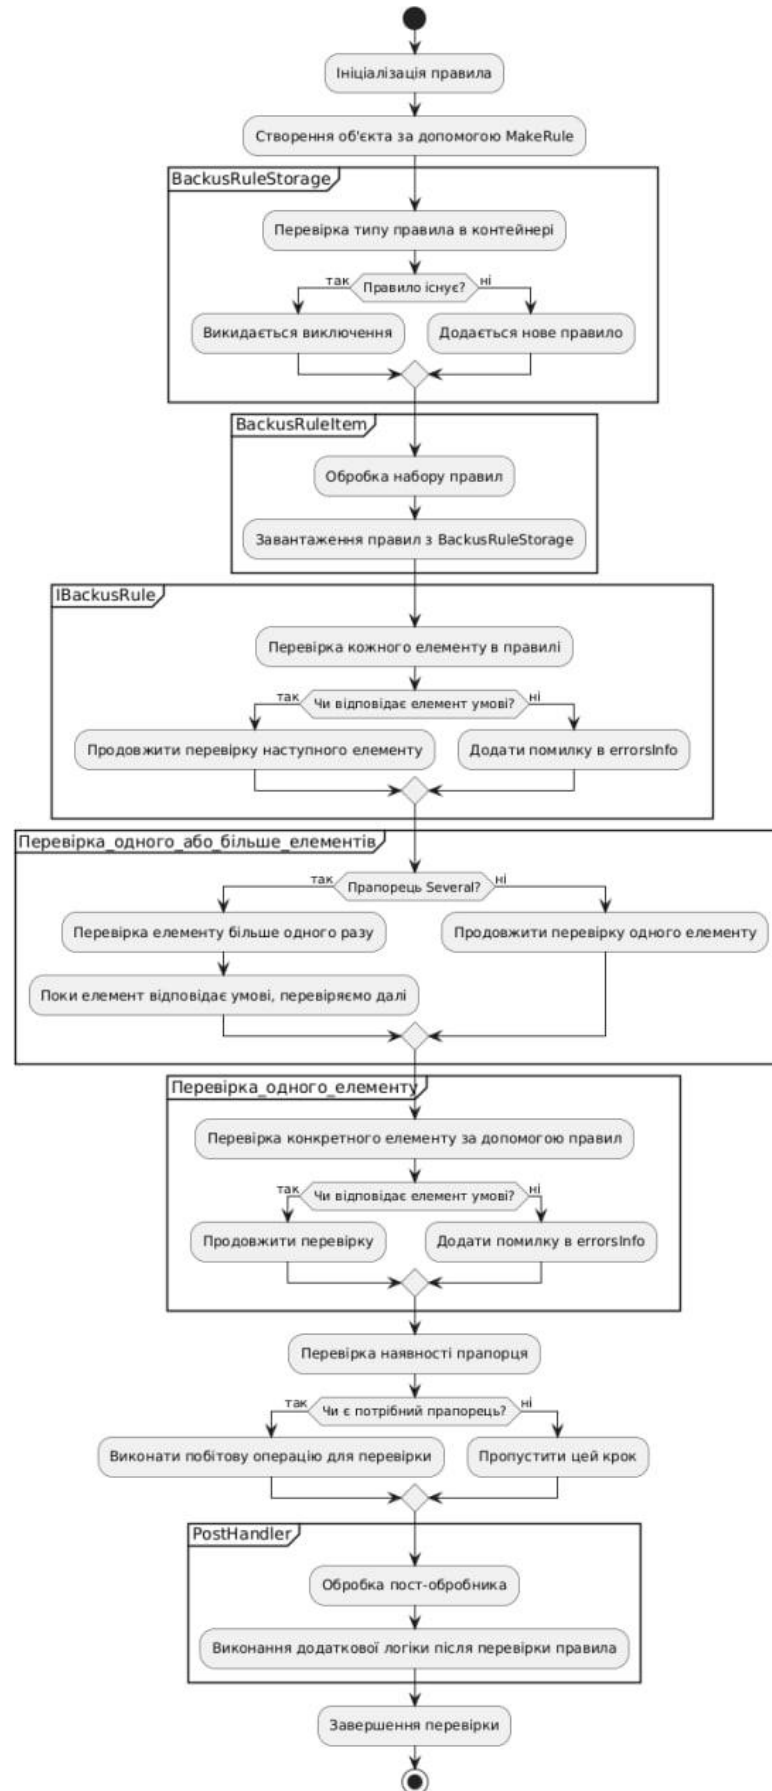 Ініціалізація правила
Створення об'єкта за допомогою MakeRule
BackusRuleStorage
Перевірка типу правила в контейнері
так
Правило існує?
ні
Викидається виключення
Додається нове правило
BackusRuleItem
Обробка набору правил
Завантаження правил з BackusRuleStorage
IBackusRule
Перевірка кожного елементу в правилі
так
Чи відповідає елемент умові?
ні
Продовжити перевірку наступного елементу
Додати помилку в errorsInfo
Перевірка_одного_або_більше_елементів
так
Прапорець Several?
ні
Перевірка елементу більше одного разу
Продовжити перевірку одного елементу
Поки елемент відповідає умові, перевіряємо далі
Перевірка_одного_елементу
Перевірка конкретного елементу за допомогою правил
так
Чи відповідає елемент умові?
ні
Продовжити перевірку
Додати помилку в errorsInfo
Перевірка наявності прапорця
так
Чи є потрібний прапорець?
ні
Виконати побітову операцію для перевірки
Пропустити цей крок
PostHandler
Обробка пост-обробника
Виконання додаткової логіки після перевірки правила
Завершення перевірки